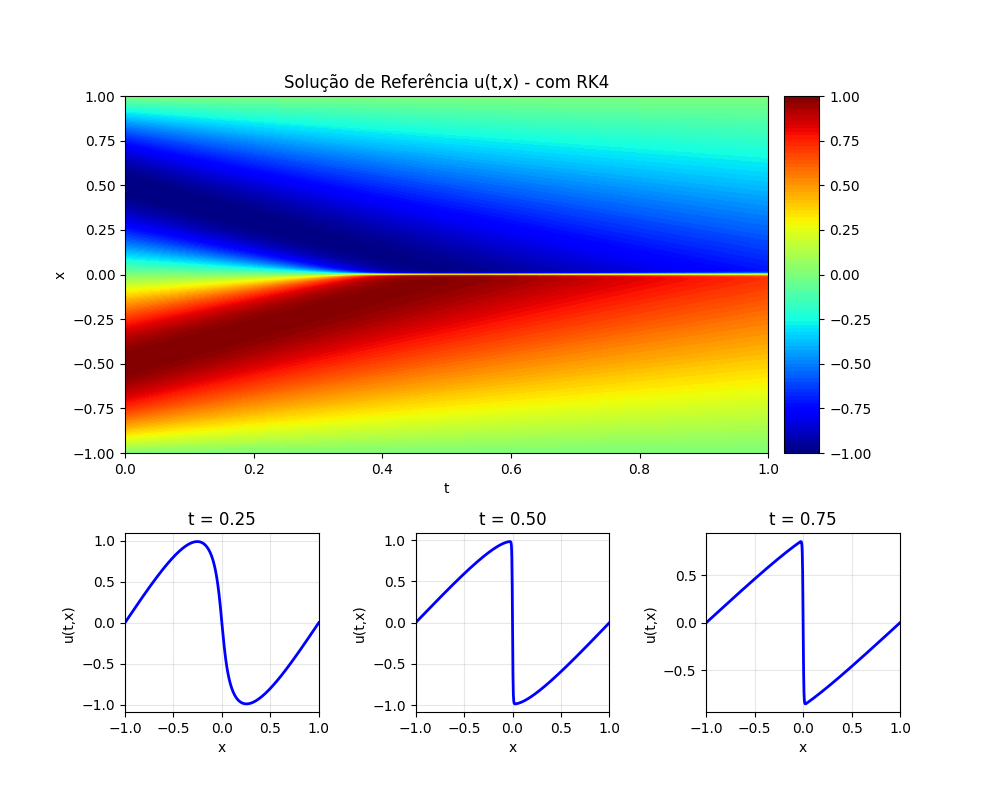 Solução de Referência u(t,x) - com RK4
1.00
0.75
0.50
0.25
0.00
−0.25
−0.50
−0.75
−1.00
x
0.0 0.2 0.4 0.6 0.8 1.0
t
1.00
0.75
0.50
0.25
0.00
−0.25
−0.50
−0.75
−1.00
t = 0.25
1.0
0.5
0.0
−0.5
−1.0
u(t,x)
−1.0 −0.5 0.0 0.5 1.0
x
t = 0.50
1.0
0.5
0.0
−0.5
−1.0
u(t,x)
−1.0 −0.5 0.0 0.5 1.0
x
t = 0.75
0.5
0.0
−0.5
u(t,x)
−1.0 −0.5 0.0 0.5 1.0
x